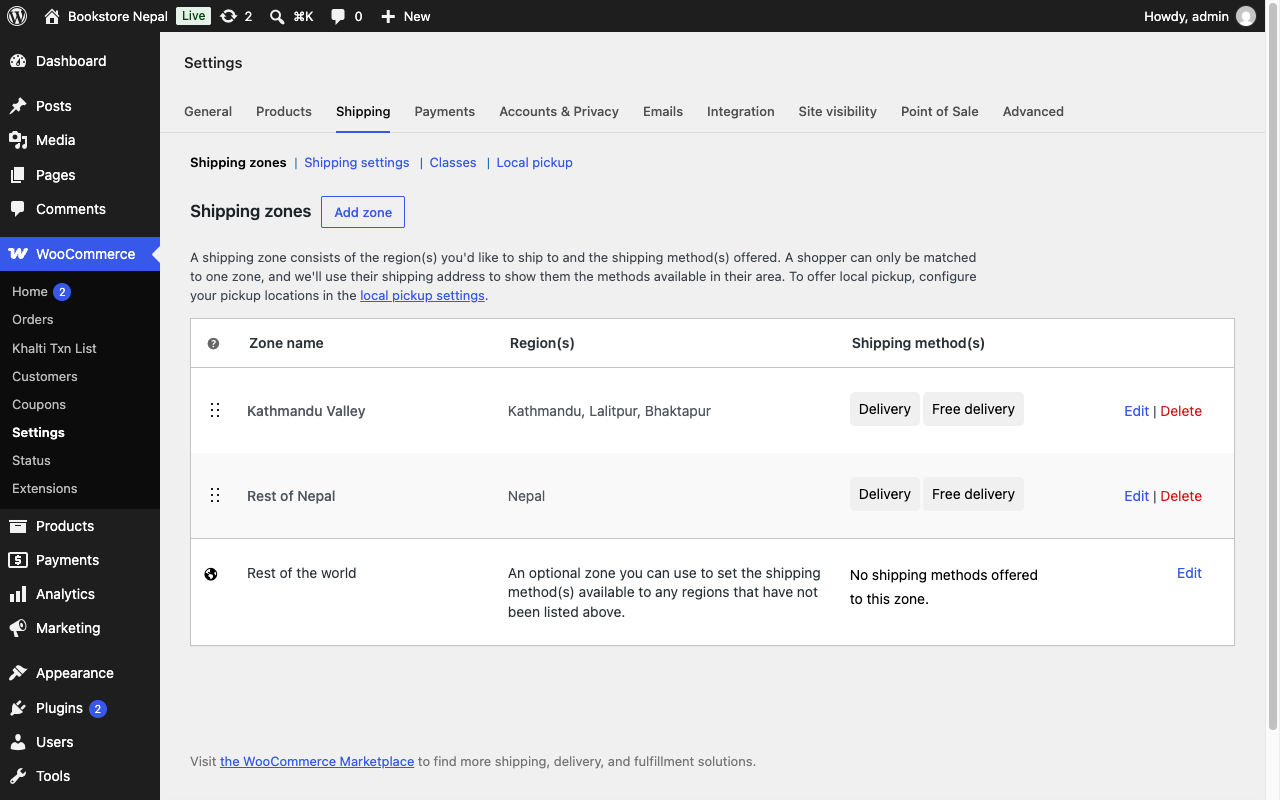 Bookstore Nepal Live 2 ⌘K 0 New Howdy, admin
Dashboard
Posts
Media
Pages
Comments
WooCommerce
Home 2
Orders
Khalti Txn List
Customers
Coupons
Settings
Status
Extensions
Products
Payments
Analytics
Marketing
Appearance
Plugins 2
Users
Tools
Settings
General Products Shipping Payments Accounts & Privacy Emails Integration Site visibility Point of Sale Advanced
Shipping zones | Shipping settings | Classes | Local pickup
Shipping zones Add zone
A shipping zone consists of the region(s) you'd like to ship to and the shipping method(s) offered. A shopper can only be matched
to one zone, and we'll use their shipping address to show them the methods available in their area. To offer local pickup, configure
your pickup locations in the local pickup settings.
? Zone name Region(s) Shipping method(s)
Kathmandu Valley Kathmandu, Lalitpur, Bhaktapur Delivery Free delivery Edit | Delete
Rest of Nepal Nepal Delivery Free delivery Edit | Delete
Rest of the world An optional zone you can use to set the shipping No shipping methods offered Edit
method(s) available to any regions that have not to this zone.
been listed above.
Visit the WooCommerce Marketplace to find more shipping, delivery, and fulfillment solutions.